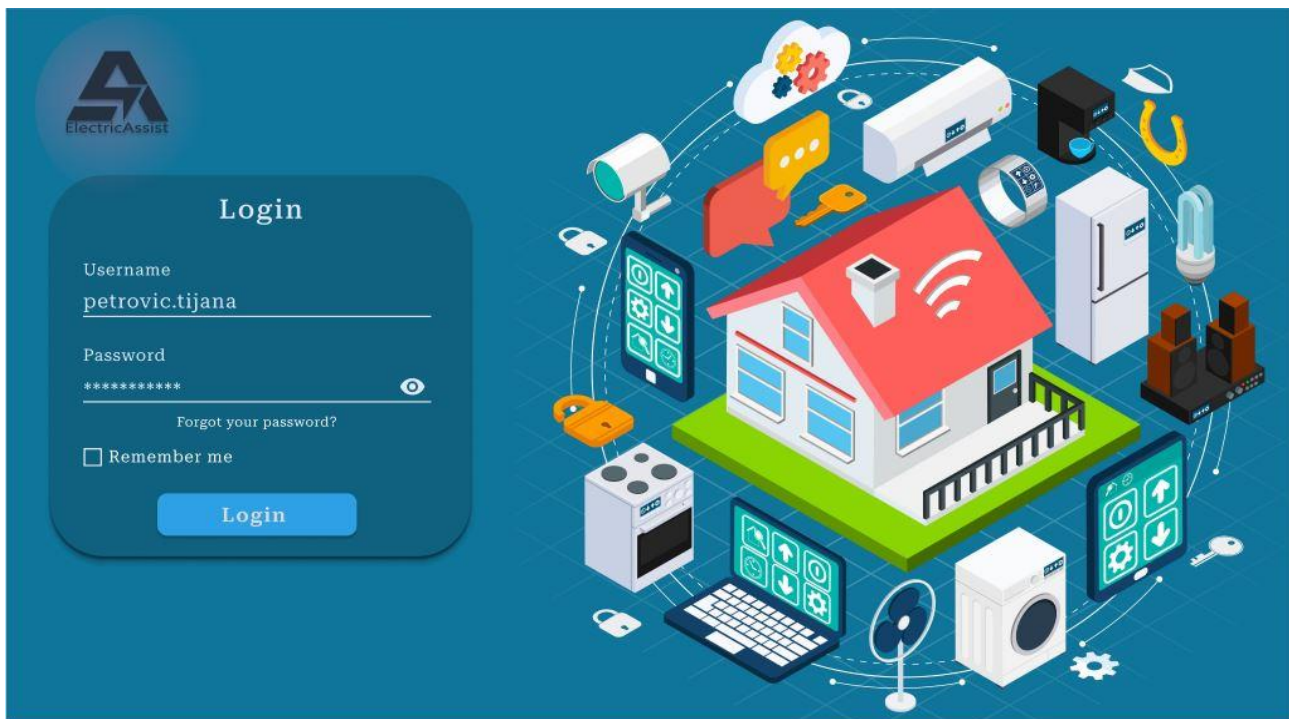 ElectricAssist
Login
Username
petrovic.tijana
Password
***********
Forgot your password?
Remember me
Login